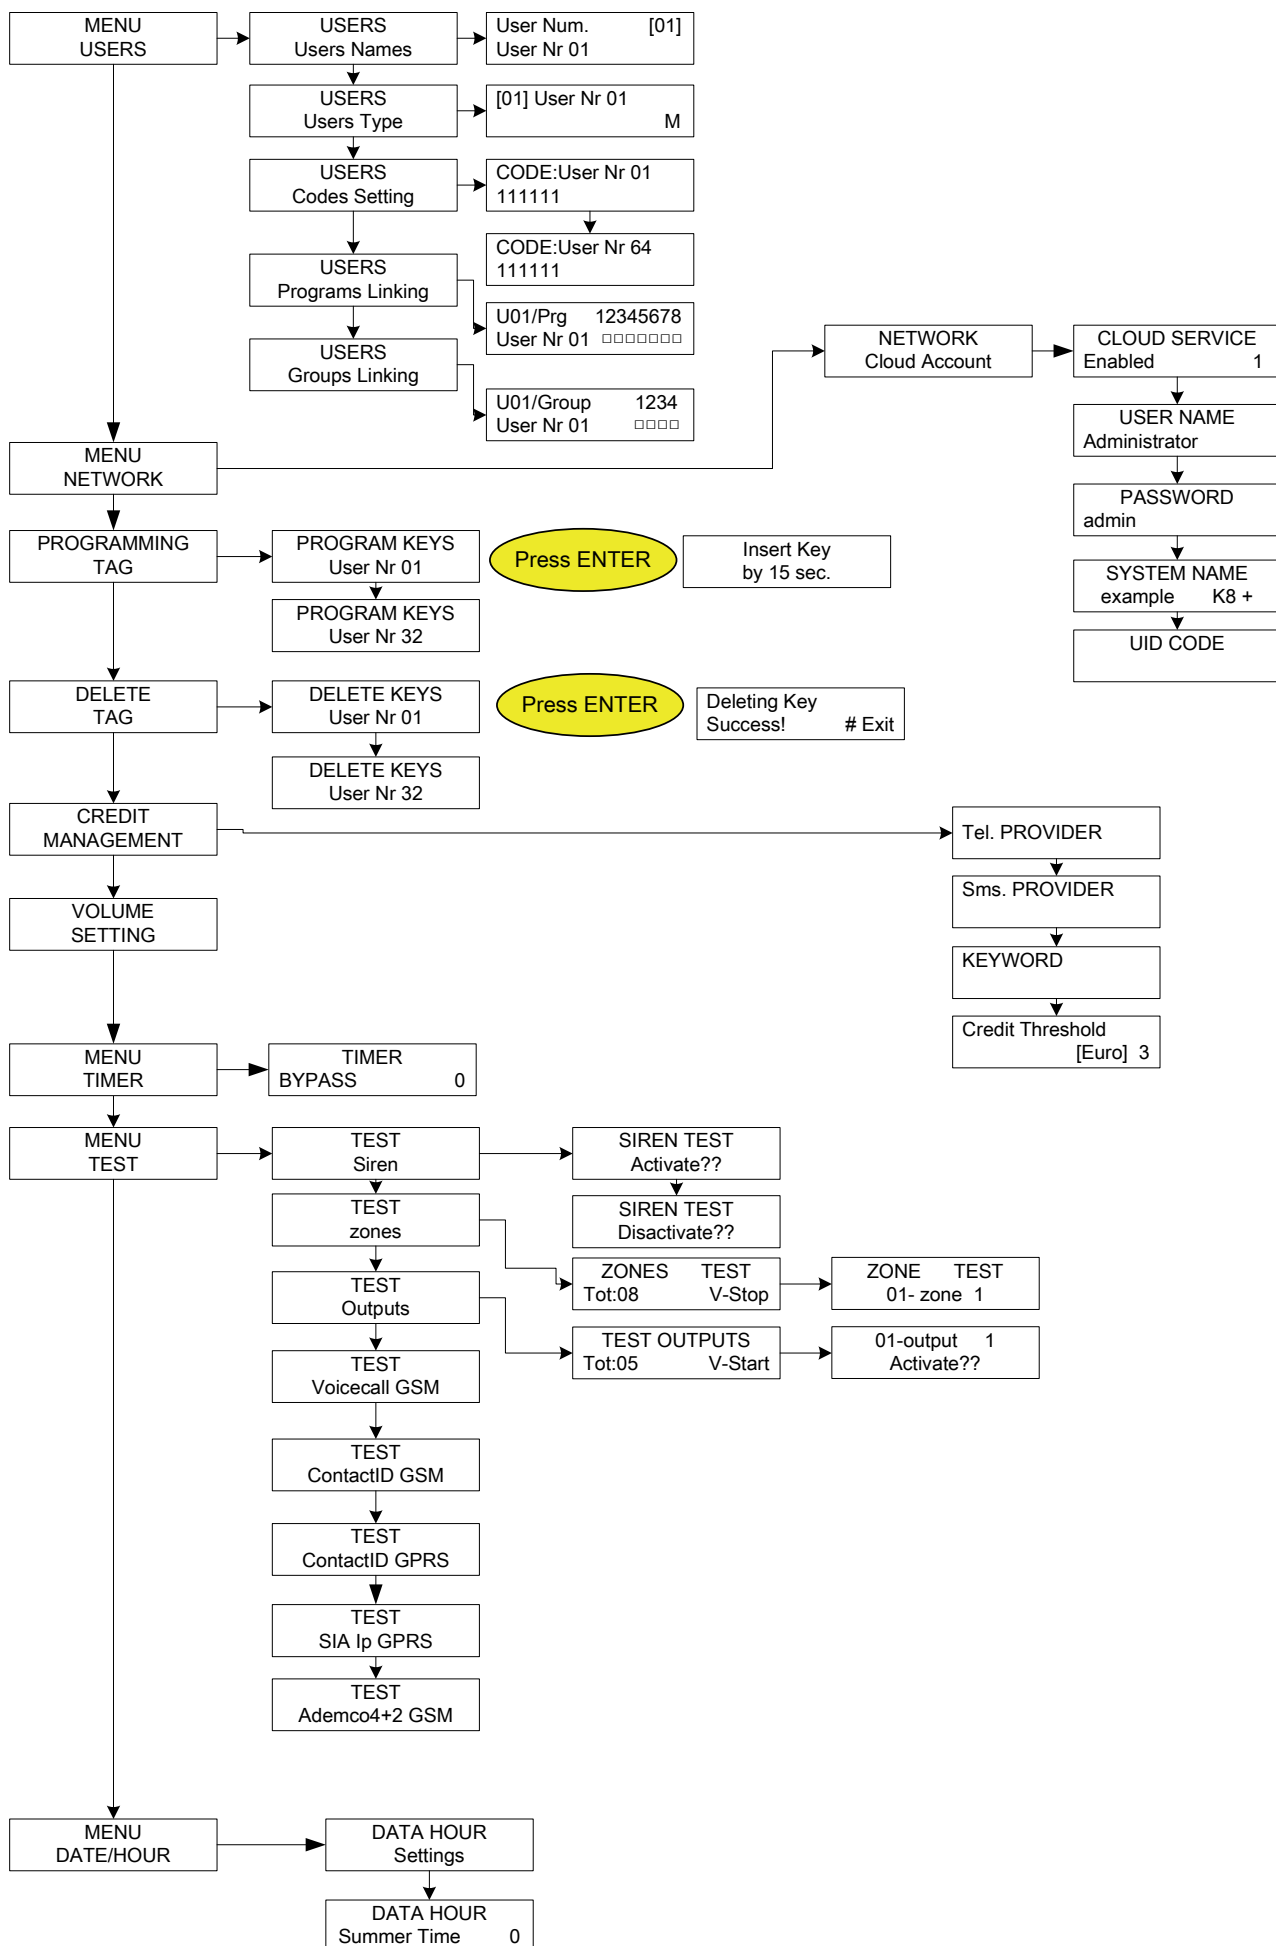 MENU
USERS
USERS
Users Names
User Num. [01]
User Nr 01
USERS
Users Type
[01] User Nr 01
M
USERS
Codes Setting
CODE:User Nr 01
111111
CODE:User Nr 64
111111
USERS
Programs Linking
U01/Prg 12345678
User Nr 01 □□□□□□□
USERS
Groups Linking
U01/Group 1234
User Nr 01 □□□□
MENU
NETWORK
NETWORK
Cloud Account
CLOUD SERVICE
Enabled 1
USER NAME
Administrator
PASSWORD
admin
SYSTEM NAME
example K8 +
UID CODE
PROGRAMMING
TAG
PROGRAM KEYS
User Nr 01
Press ENTER
Insert Key
by 15 sec.
PROGRAM KEYS
User Nr 32
DELETE
TAG
DELETE KEYS
User Nr 01
Press ENTER
Deleting Key
Success! # Exit
DELETE KEYS
User Nr 32
CREDIT
MANAGEMENT
Tel. PROVIDER
Sms. PROVIDER
KEYWORD
Credit Threshold
[Euro] 3
VOLUME
SETTING
MENU
TIMER
TIMER
BYPASS 0
MENU
TEST
TEST
Siren
SIREN TEST
Activate??
SIREN TEST
Disactivate??
TEST
zones
ZONES TEST
Tot:08 V-Stop
ZONE TEST
01- zone 1
TEST
Outputs
TEST OUTPUTS
Tot:05 V-Start
01-output 1
Activate??
TEST
Voicecall GSM
TEST
ContactID GSM
TEST
ContactID GPRS
TEST
SIA Ip GPRS
TEST
Ademco4+2 GSM
MENU
DATE/HOUR
DATA HOUR
Settings
DATA HOUR
Summer Time 0